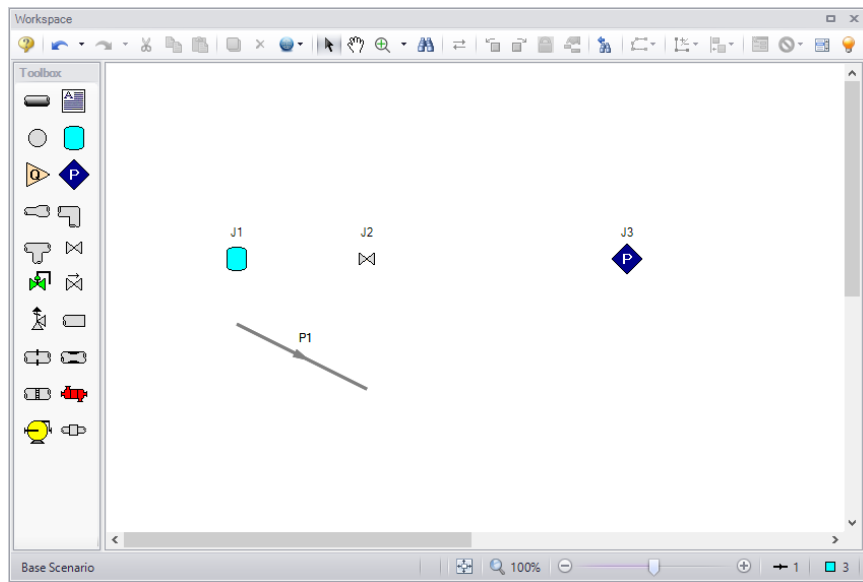 Workspace
Toolbox
A
Q
P
J1
J2
J3
P
P1
Base Scenario
100%
1
3